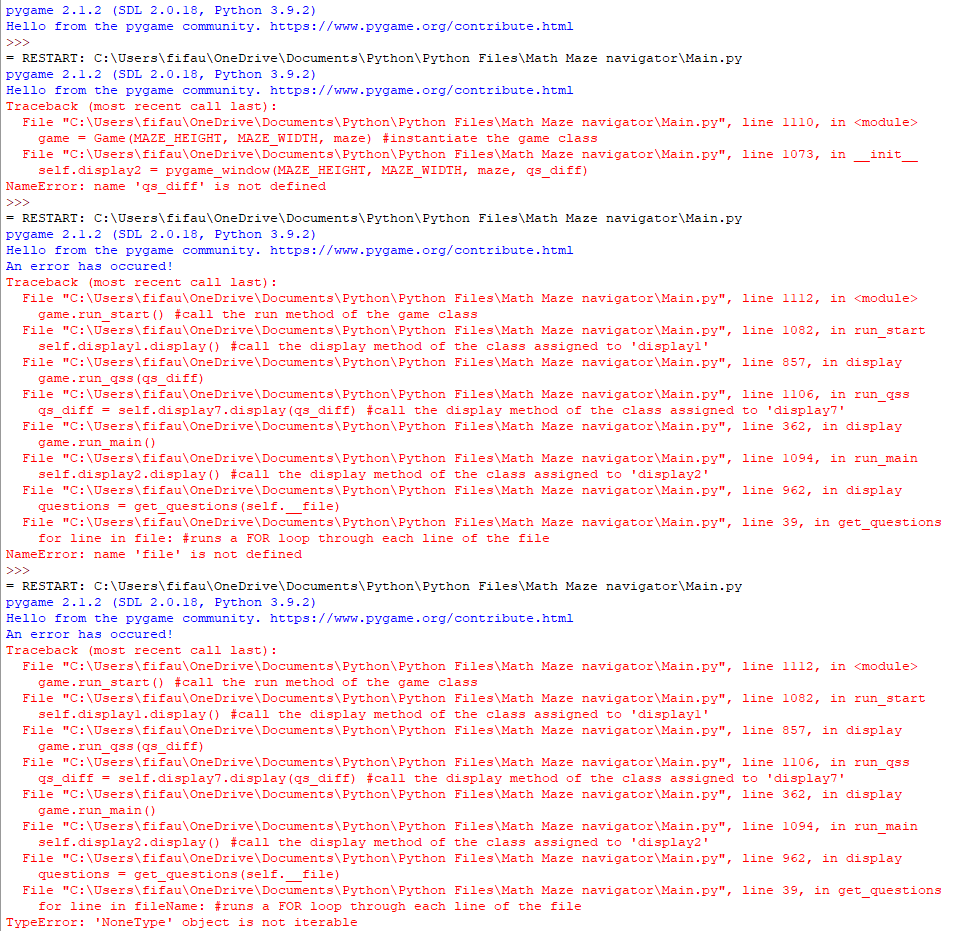 pygame 2.1.2 (SDL 2.0.18, Python 3.9.2)
Hello from the pygame community. https://www.pygame.org/contribute.html
>>>
= RESTART: C:\Users\fifau\OneDrive\Documents\Python\Python Files\Math Maze navigator\Main.py
pygame 2.1.2 (SDL 2.0.18, Python 3.9.2)
Hello from the pygame community. https://www.pygame.org/contribute.html
Traceback (most recent call last):
  File "C:\Users\fifau\OneDrive\Documents\Python\Python Files\Math Maze navigator\Main.py", line 1110, in <module>
    game = Game(MAZE_HEIGHT, MAZE_WIDTH, maze) #instantiate the game class
  File "C:\Users\fifau\OneDrive\Documents\Python\Python Files\Math Maze navigator\Main.py", line 1073, in __init__
    self.display2 = pygame_window(MAZE_HEIGHT, MAZE_WIDTH, maze, qs_diff)
NameError: name 'qs_diff' is not defined
>>>
= RESTART: C:\Users\fifau\OneDrive\Documents\Python\Python Files\Math Maze navigator\Main.py
pygame 2.1.2 (SDL 2.0.18, Python 3.9.2)
Hello from the pygame community. https://www.pygame.org/contribute.html
An error has occured!
Traceback (most recent call last):
  File "C:\Users\fifau\OneDrive\Documents\Python\Python Files\Math Maze navigator\Main.py", line 1112, in <module>
    game.run_start() #call the run method of the game class
  File "C:\Users\fifau\OneDrive\Documents\Python\Python Files\Math Maze navigator\Main.py", line 1082, in run_start
    self.display1.display() #call the display method of the class assigned to 'display1'
  File "C:\Users\fifau\OneDrive\Documents\Python\Python Files\Math Maze navigator\Main.py", line 857, in display
    game.run_qss(qs_diff)
  File "C:\Users\fifau\OneDrive\Documents\Python\Python Files\Math Maze navigator\Main.py", line 1106, in run_qss
    qs_diff = self.display7.display(qs_diff) #call the display method of the class assigned to 'display7'
  File "C:\Users\fifau\OneDrive\Documents\Python\Python Files\Math Maze navigator\Main.py", line 362, in display
    game.run_main()
  File "C:\Users\fifau\OneDrive\Documents\Python\Python Files\Math Maze navigator\Main.py", line 1094, in run_main
    self.display2.display() #call the display method of the class assigned to 'display2'
  File "C:\Users\fifau\OneDrive\Documents\Python\Python Files\Math Maze navigator\Main.py", line 962, in display
    questions = get_questions(self.__file)
  File "C:\Users\fifau\OneDrive\Documents\Python\Python Files\Math Maze navigator\Main.py", line 39, in get_questions
    for line in file: #runs a FOR loop through each line of the file
NameError: name 'file' is not defined
>>>
= RESTART: C:\Users\fifau\OneDrive\Documents\Python\Python Files\Math Maze navigator\Main.py
pygame 2.1.2 (SDL 2.0.18, Python 3.9.2)
Hello from the pygame community. https://www.pygame.org/contribute.html
An error has occured!
Traceback (most recent call last):
  File "C:\Users\fifau\OneDrive\Documents\Python\Python Files\Math Maze navigator\Main.py", line 1112, in <module>
    game.run_start() #call the run method of the game class
  File "C:\Users\fifau\OneDrive\Documents\Python\Python Files\Math Maze navigator\Main.py", line 1082, in run_start
    self.display1.display() #call the display method of the class assigned to 'display1'
  File "C:\Users\fifau\OneDrive\Documents\Python\Python Files\Math Maze navigator\Main.py", line 857, in display
    game.run_qss(qs_diff)
  File "C:\Users\fifau\OneDrive\Documents\Python\Python Files\Math Maze navigator\Main.py", line 1106, in run_qss
    qs_diff = self.display7.display(qs_diff) #call the display method of the class assigned to 'display7'
  File "C:\Users\fifau\OneDrive\Documents\Python\Python Files\Math Maze navigator\Main.py", line 362, in display
    game.run_main()
  File "C:\Users\fifau\OneDrive\Documents\Python\Python Files\Math Maze navigator\Main.py", line 1094, in run_main
    self.display2.display() #call the display method of the class assigned to 'display2'
  File "C:\Users\fifau\OneDrive\Documents\Python\Python Files\Math Maze navigator\Main.py", line 962, in display
    questions = get_questions(self.__file)
  File "C:\Users\fifau\OneDrive\Documents\Python\Python Files\Math Maze navigator\Main.py", line 39, in get_questions
    for line in fileName: #runs a FOR loop through each line of the file
TypeError: 'NoneType' object is not iterable